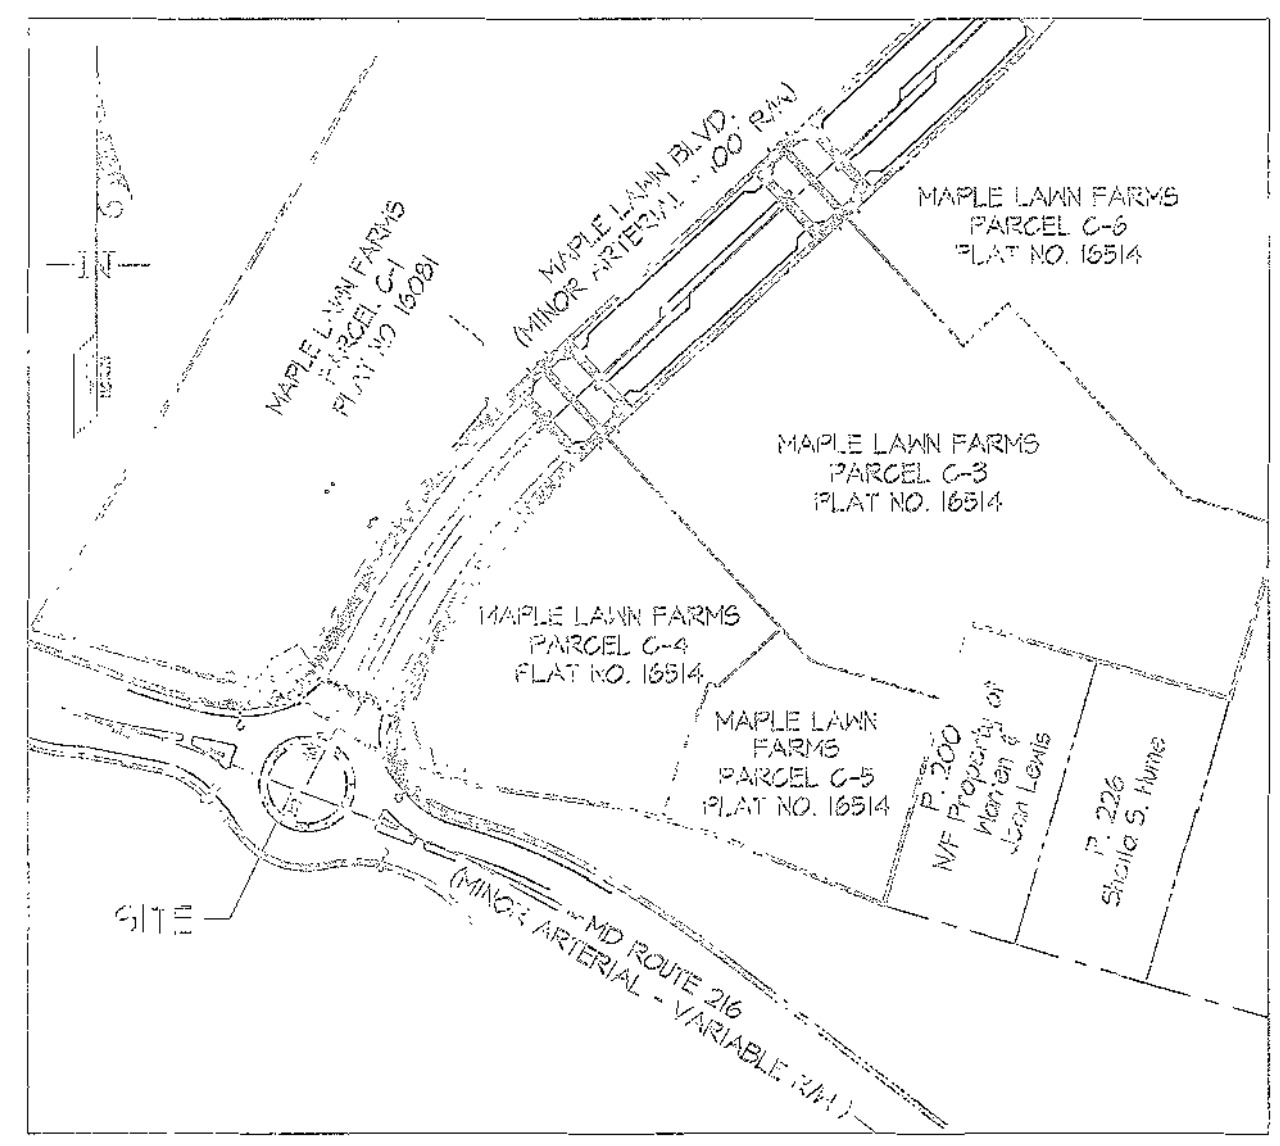 MAPLE LAWN BLVD.
(MINOR ARTERIAL - 100' R/W)
MAPLE LAWN FARMS
PARCEL C-1
PLAT NO 16081
N
MAPLE LAWN FARMS
PARCEL C-6
PLAT NO. 16514
MAPLE LAWN FARMS
PARCEL C-3
PLAT NO. 16514
MAPLE LAWN FARMS
PARCEL C-4
PLAT NO. 16514
MAPLE LAWN
FARMS
PARCEL C-5
PLAT NO. 16514
P. 200
N/F Property of
Warren &
Joan Lewis
P. 226
Sheila S. Hume
SITE
MD ROUTE 216
(MINOR ARTERIAL - VARIABLE R/W)